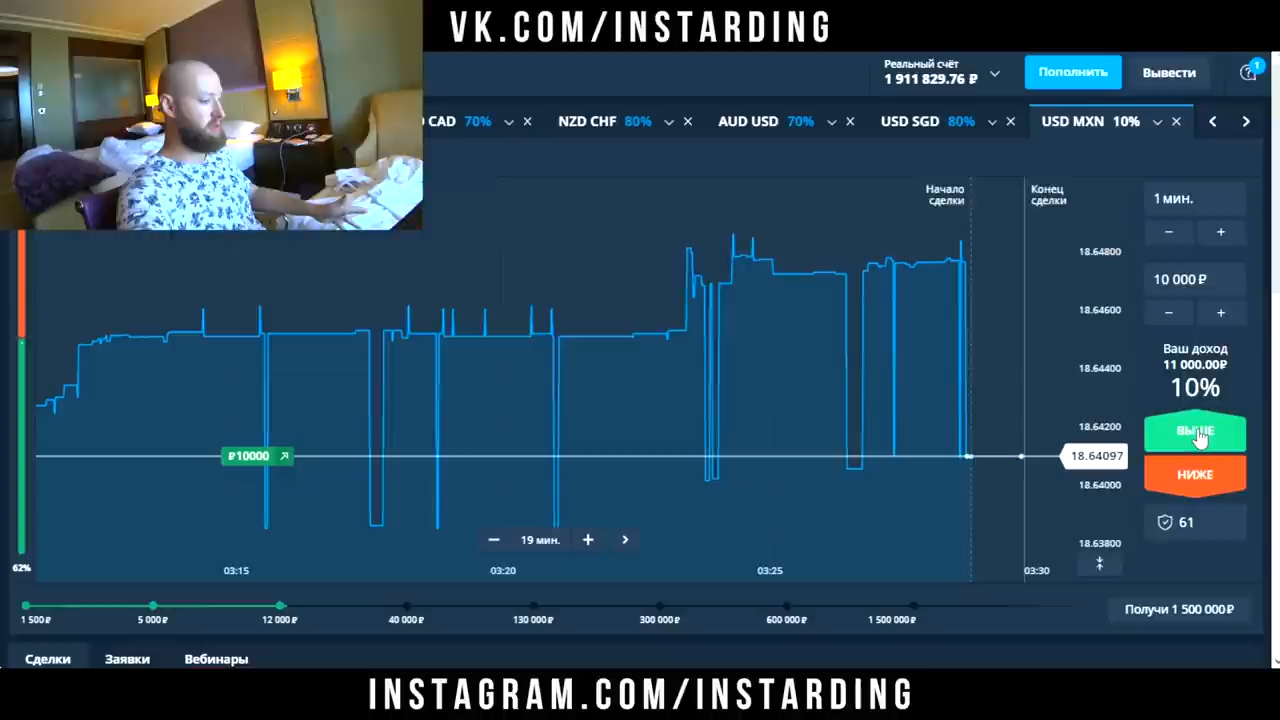 VK.COM/INSTARDING
Реальный счёт
1 911 829.76 ₽
Пополнить
Вывести
1
CAD 70%
NZD CHF 80%
AUD USD 70%
USD SGD 80%
USD MXN 10%
Начало сделки
Конец сделки
1 мин.
− +
10 000 ₽
− +
Ваш доход
11 000.00₽
10%
ВЫШЕ
НИЖЕ
61
18.64800
18.64600
18.64400
18.64200
18.64097
18.64000
18.63800
₽10000
− 19 мин. +
62%
03:15
03:20
03:25
03:30
1 500₽
5 000₽
12 000₽
40 000₽
130 000₽
300 000₽
600 000₽
1 500 000₽
Получи 1 500 000₽
Сделки
Заявки
Вебинары
INSTAGRAM.COM/INSTARDING